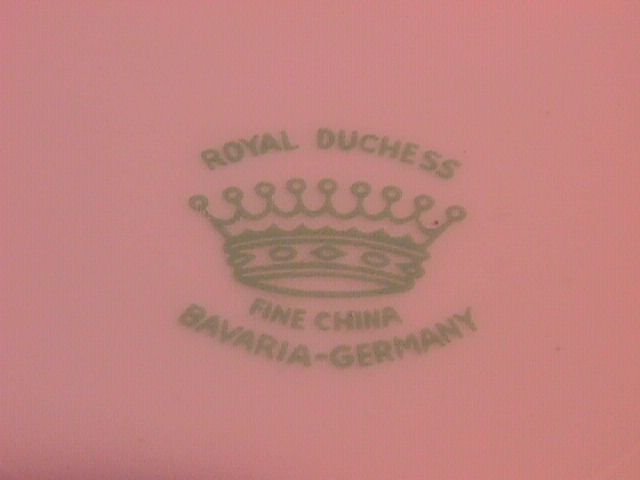 ROYAL DUCHESS
FINE CHINA
BAVARIA-GERMANY